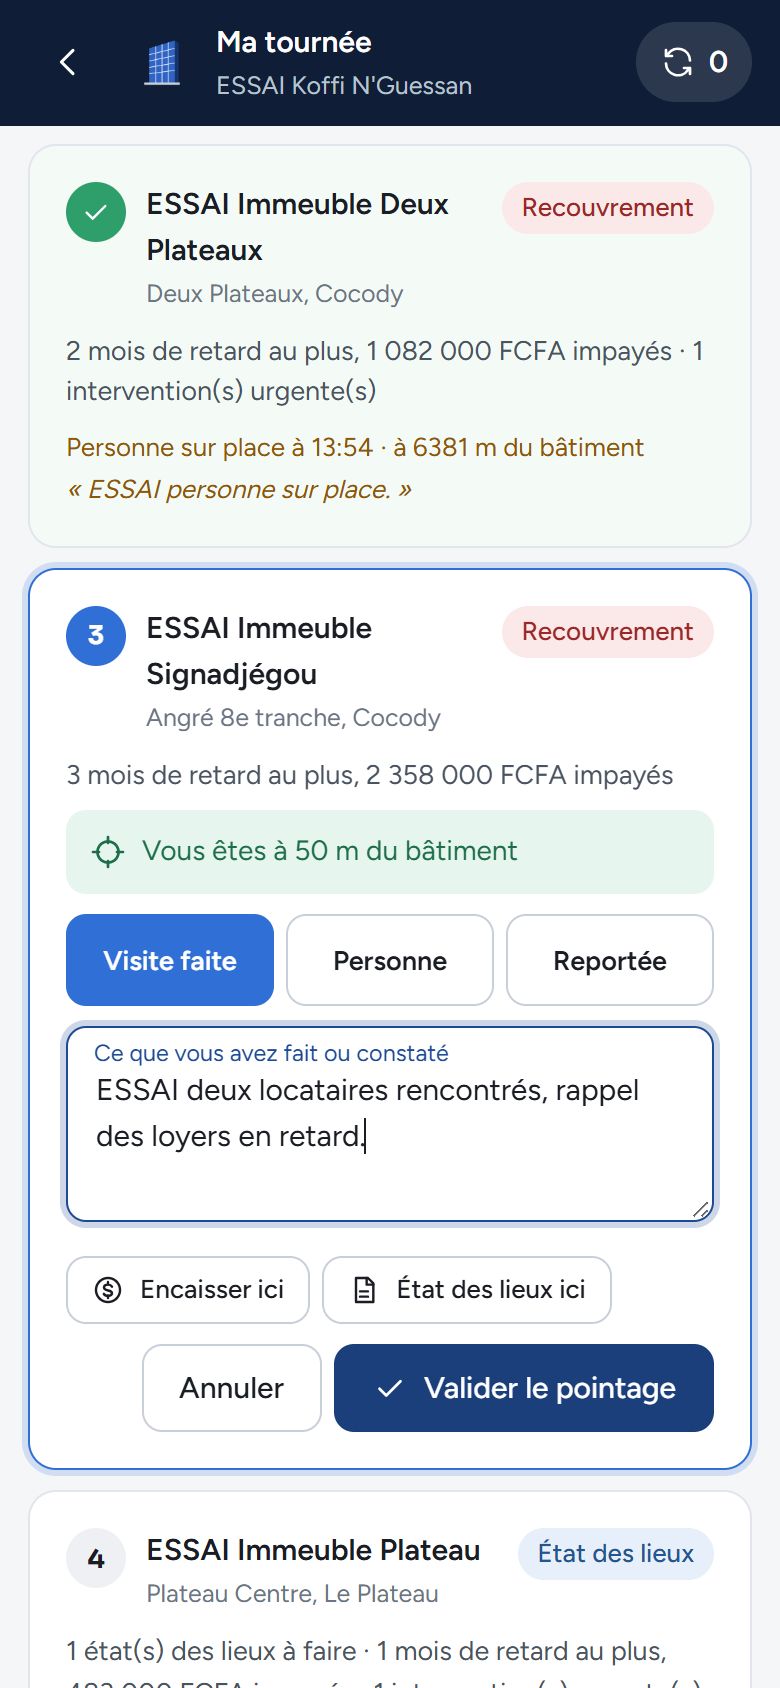 Ma tournée
ESSAI Koffi N'Guessan
0
ESSAI Immeuble Deux
Plateaux
Recouvrement
Deux Plateaux, Cocody
2 mois de retard au plus, 1 082 000 FCFA impayés · 1
intervention(s) urgente(s)
Personne sur place à 13:54 · à 6381 m du bâtiment
« ESSAI personne sur place. »
3
ESSAI Immeuble
Signadjégou
Recouvrement
Angré 8e tranche, Cocody
3 mois de retard au plus, 2 358 000 FCFA impayés
Vous êtes à 50 m du bâtiment
Visite faite
Personne
Reportée
Ce que vous avez fait ou constaté
ESSAI deux locataires rencontrés, rappel
des loyers en retard.
Encaisser ici
État des lieux ici
Annuler
Valider le pointage
4
ESSAI Immeuble Plateau
État des lieux
Plateau Centre, Le Plateau
1 état(s) des lieux à faire · 1 mois de retard au plus,